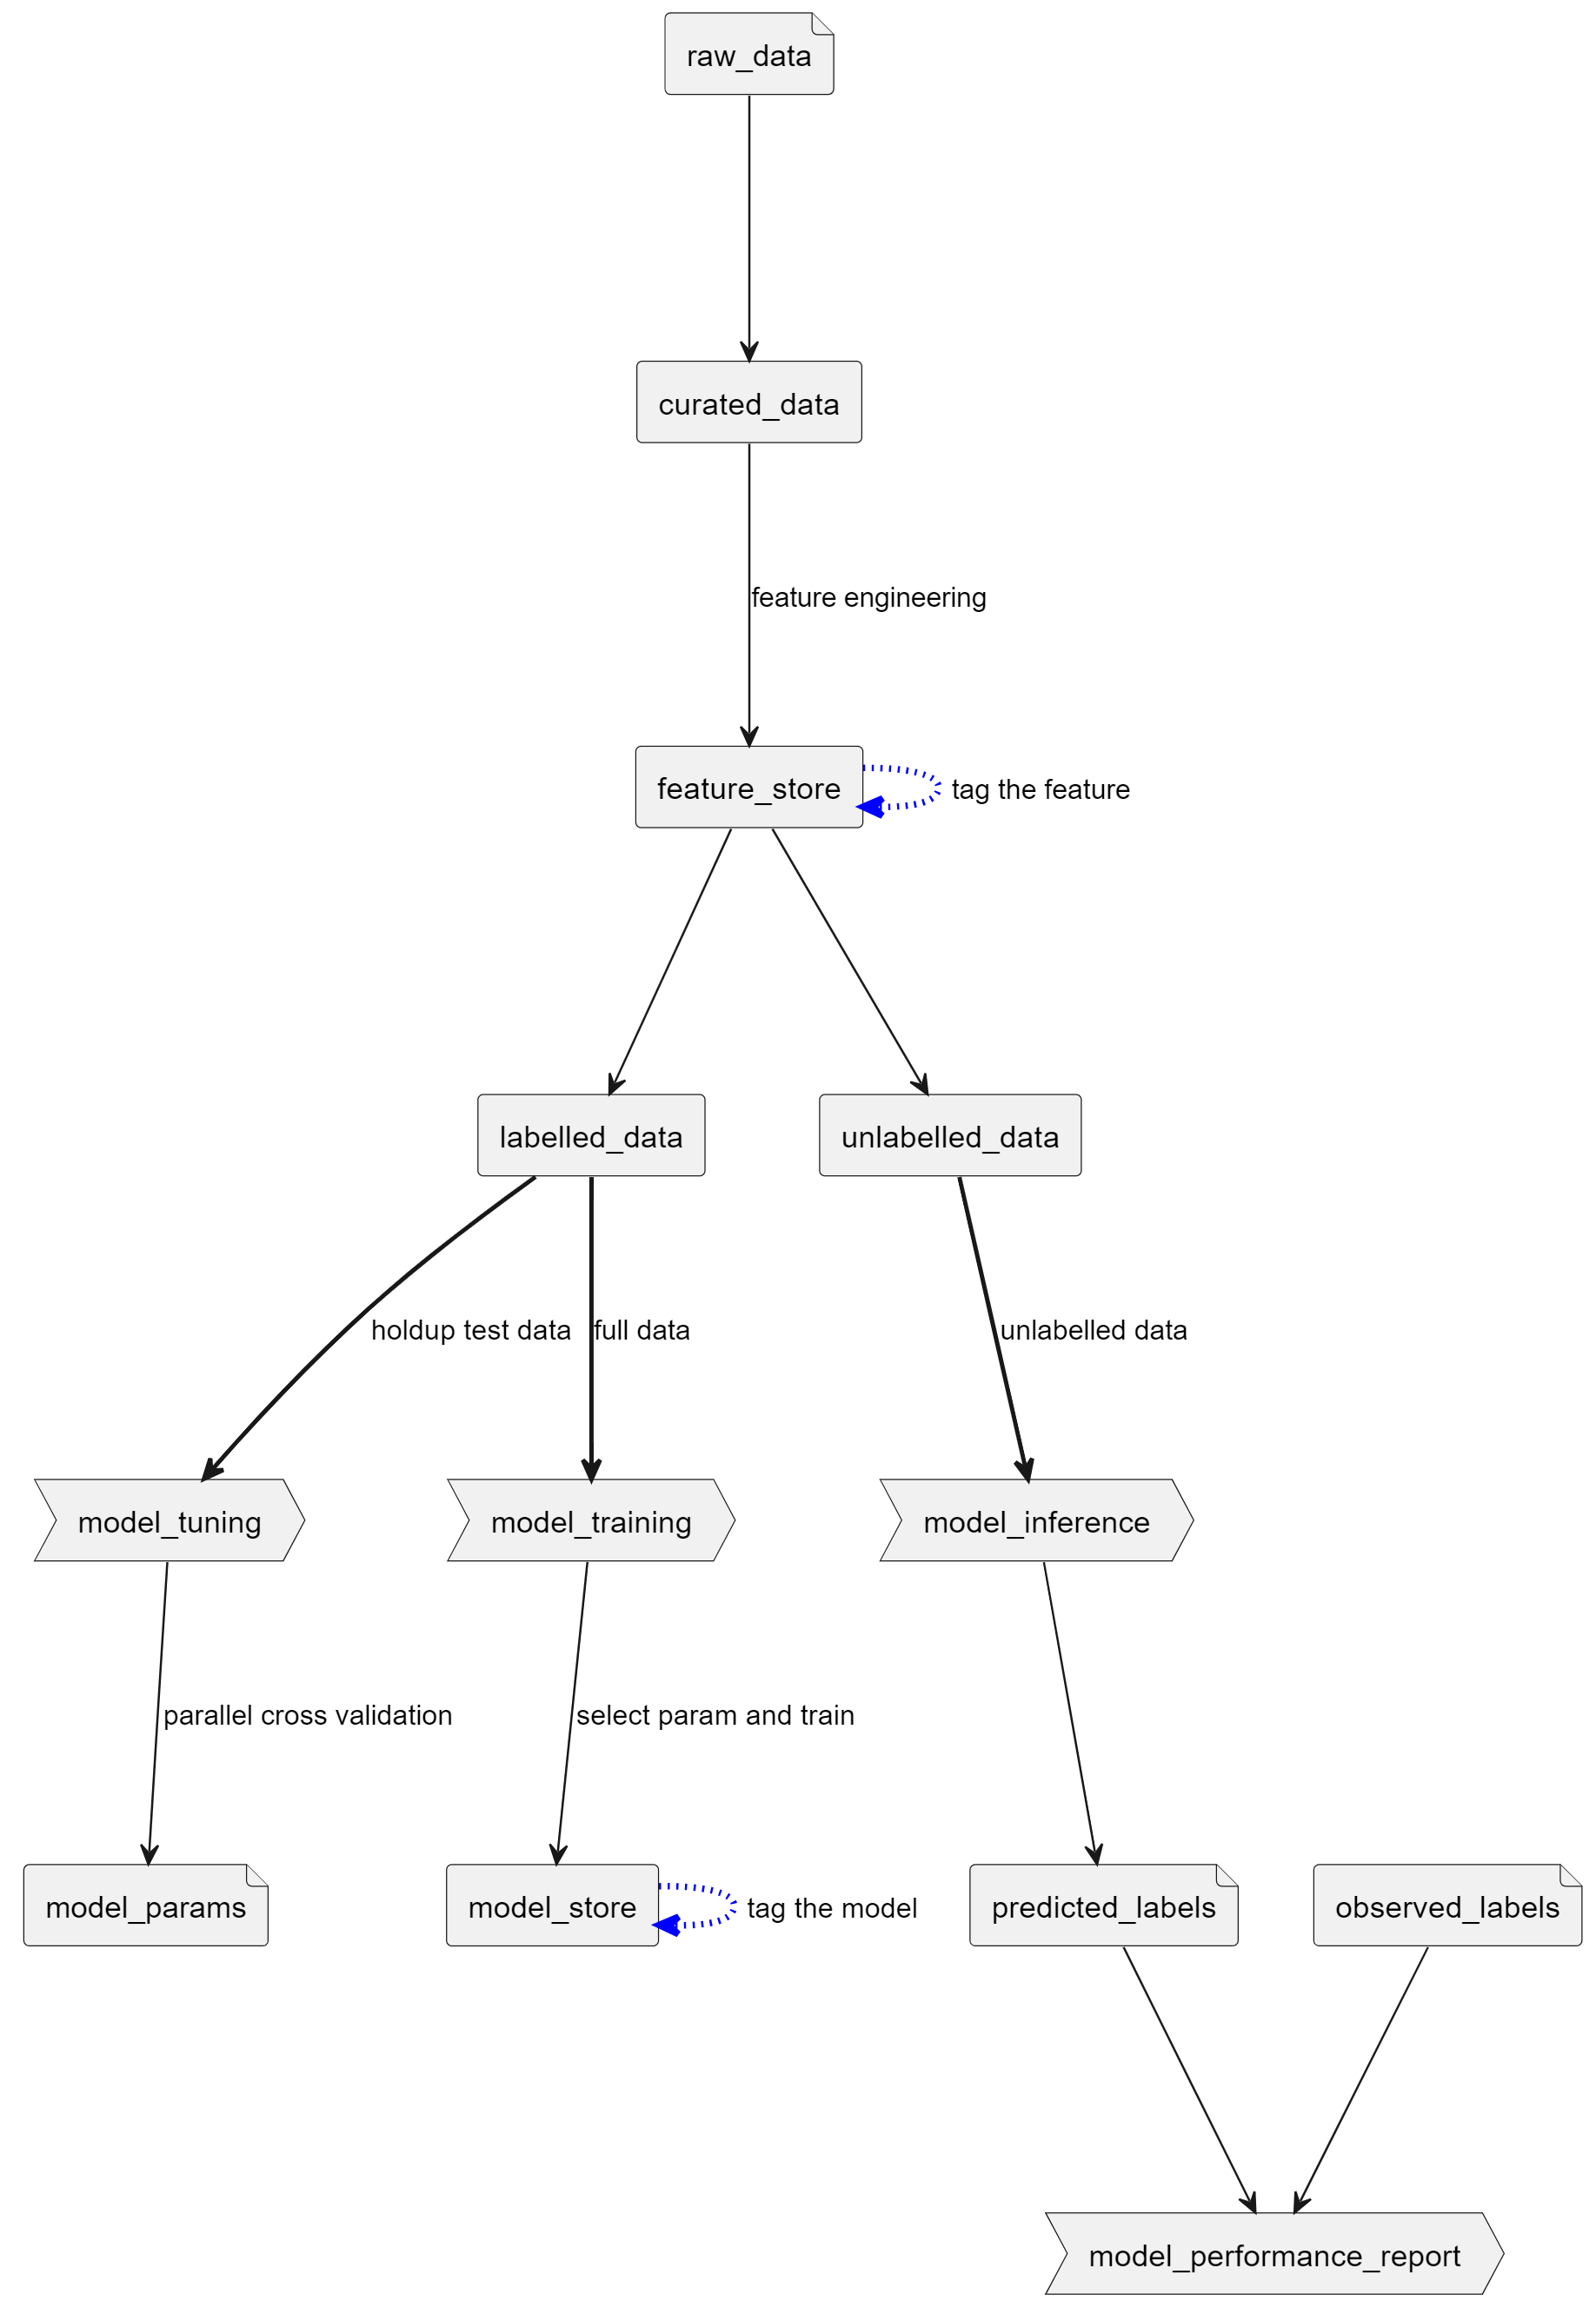 raw_data
curated_data
feature engineering
feature_store
tag the feature
labelled_data
unlabelled_data
holdup test data
full data
unlabelled data
model_tuning
model_training
model_inference
parallel cross validation
select param and train
model_params
model_store
tag the model
predicted_labels
observed_labels
model_performance_report